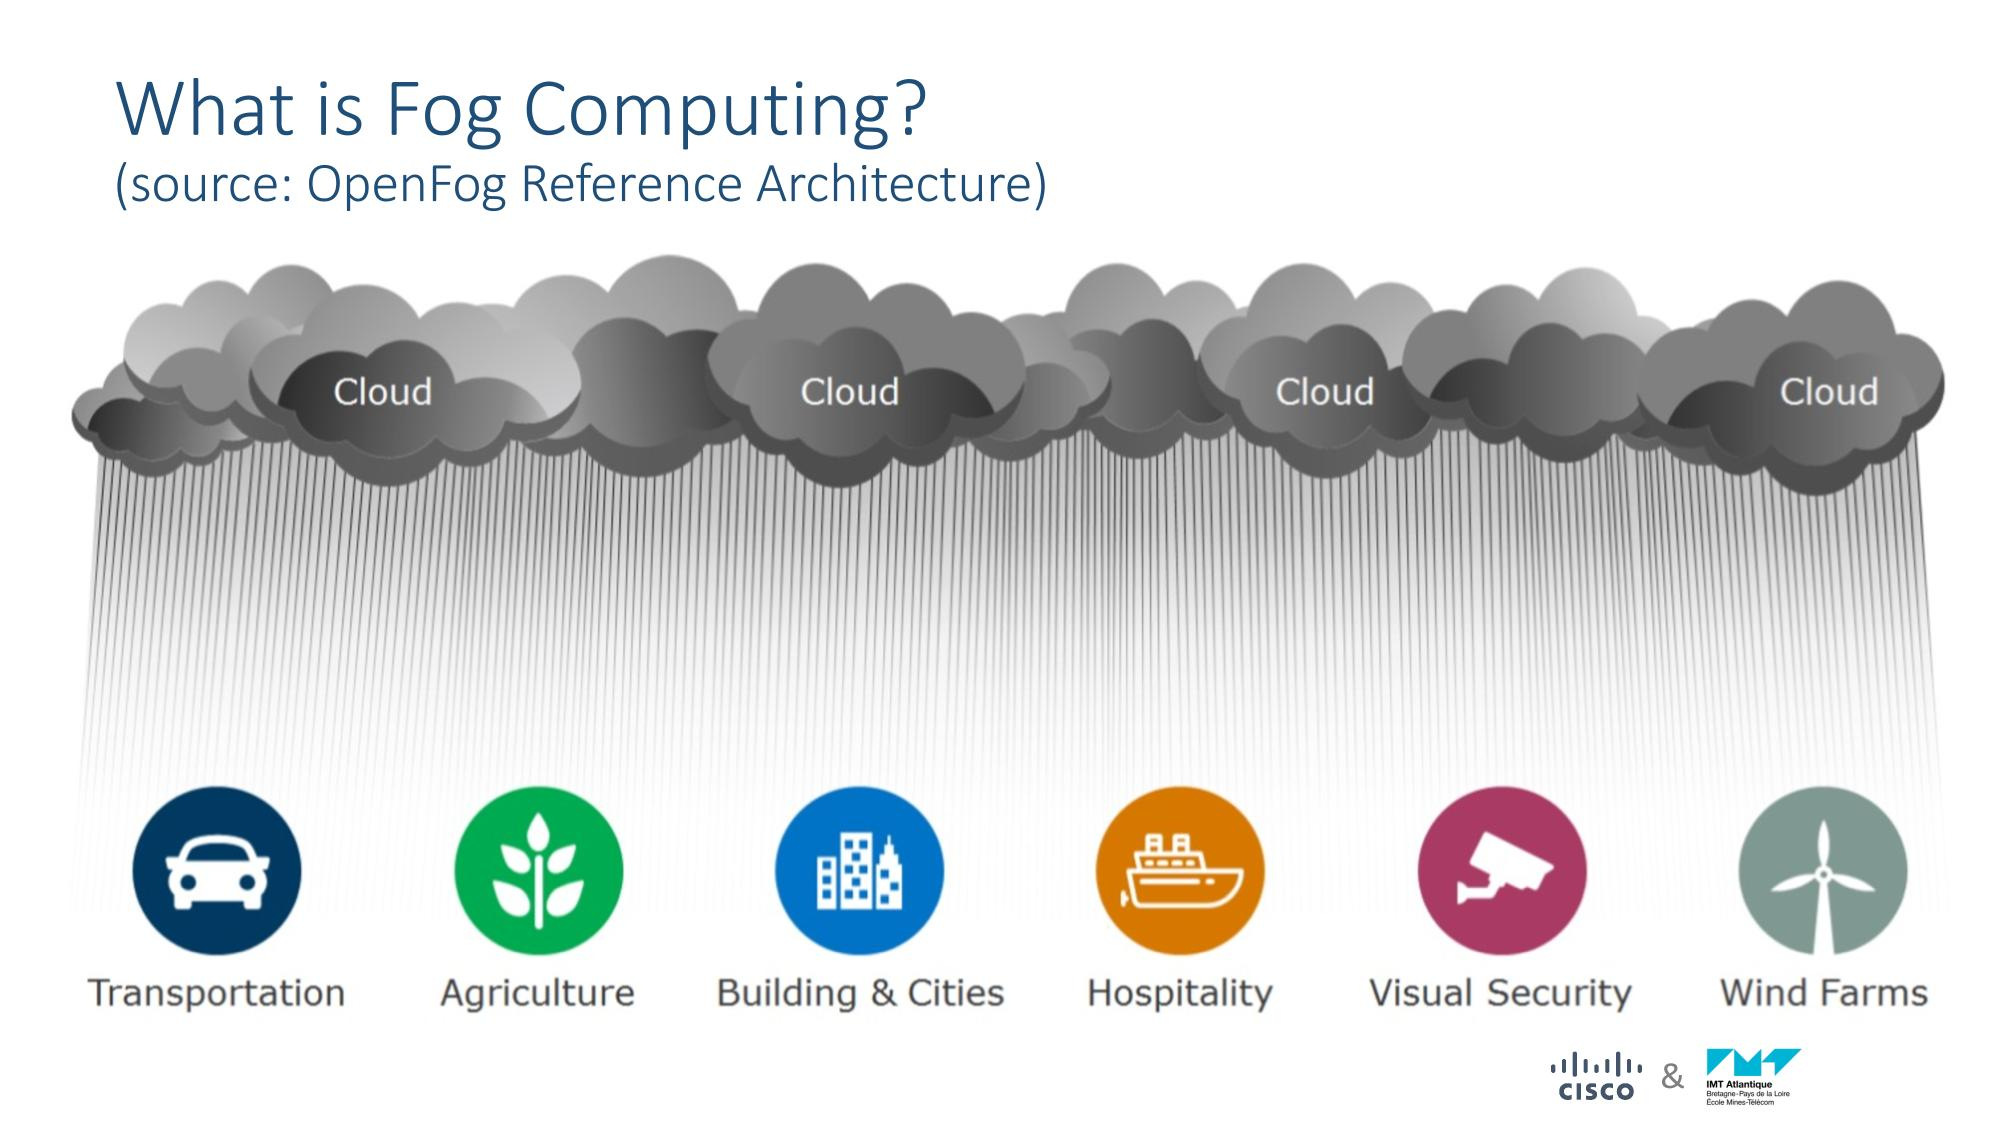 What is Fog Computing?
(source: OpenFog Reference Architecture)
Cloud
Cloud
Cloud
Cloud
Transportation
Agriculture
Building & Cities
Hospitality
Visual Security
Wind Farms
CISCO
&
IMT
IMT Atlantique
Bretagne-Pays de la Loire
École Mines-Télécom